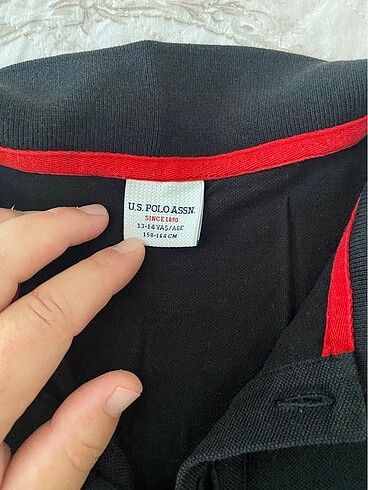 U.S. POLO ASSN.
SINCE 1890
13-14 YAŞ/AGE
158-164 CM